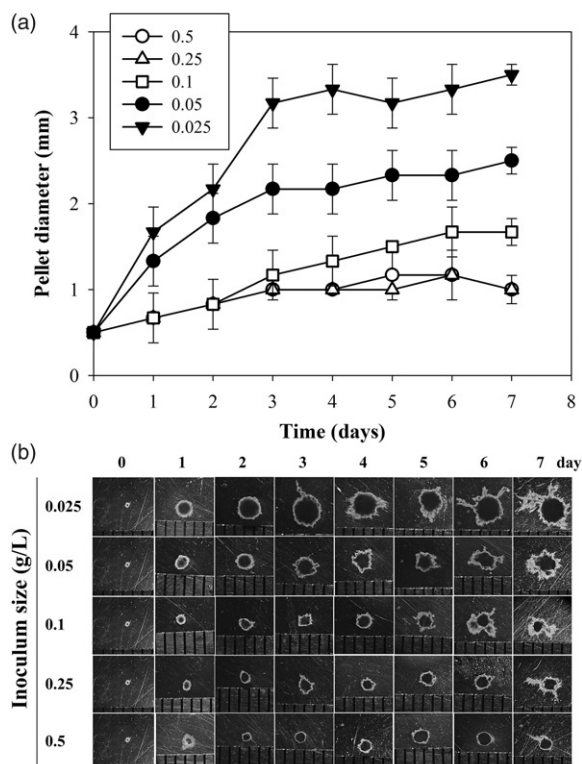 (a)
4
3
2
1
0
Pellet diameter (mm)
0.5
0.25
0.1
0.05
0.025
0 1 2 3 4 5 6 7 8
Time (days)
(b)
0 1 2 3 4 5 6 7 day
Inoculum size (g/L)
0.025
0.05
0.1
0.25
0.5